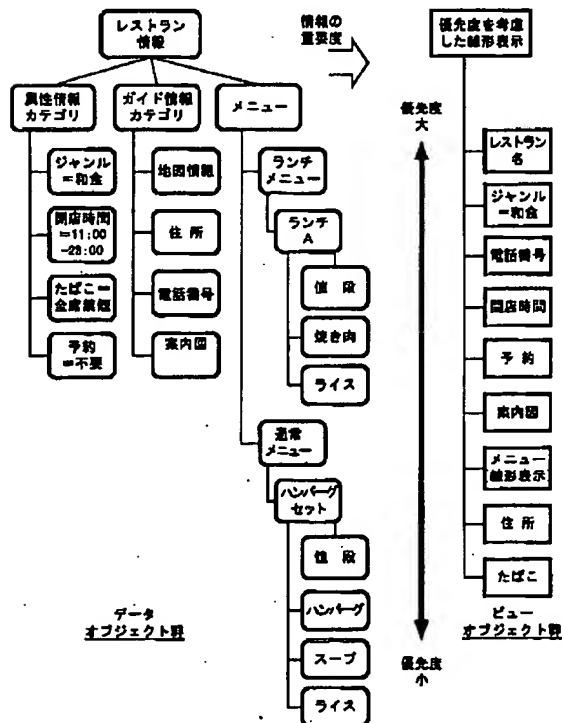 レストラン
情報
情報の
重要度
優先度を考慮
した線形表示
属性情報
カテゴリ
ガイド情報
カテゴリ
メニュー
ジャンル
＝和食
開店時間
＝11:00
－23:00
たばこ＝
全席禁煙
予約
＝不要
地図情報
住所
電話番号
案内図
ランチ
メニュー
ランチ
A
値段
焼き肉
ライス
通常
メニュー
ハンバーグ
セット
値段
ハンバーグ
スープ
ライス
データ
オブジェクト群
優先度
大
優先度
小
レストラン
名
ジャンル
＝和食
電話番号
開店時間
予約
案内図
メニュー
線形表示
住所
たばこ
ビュー
オブジェクト群